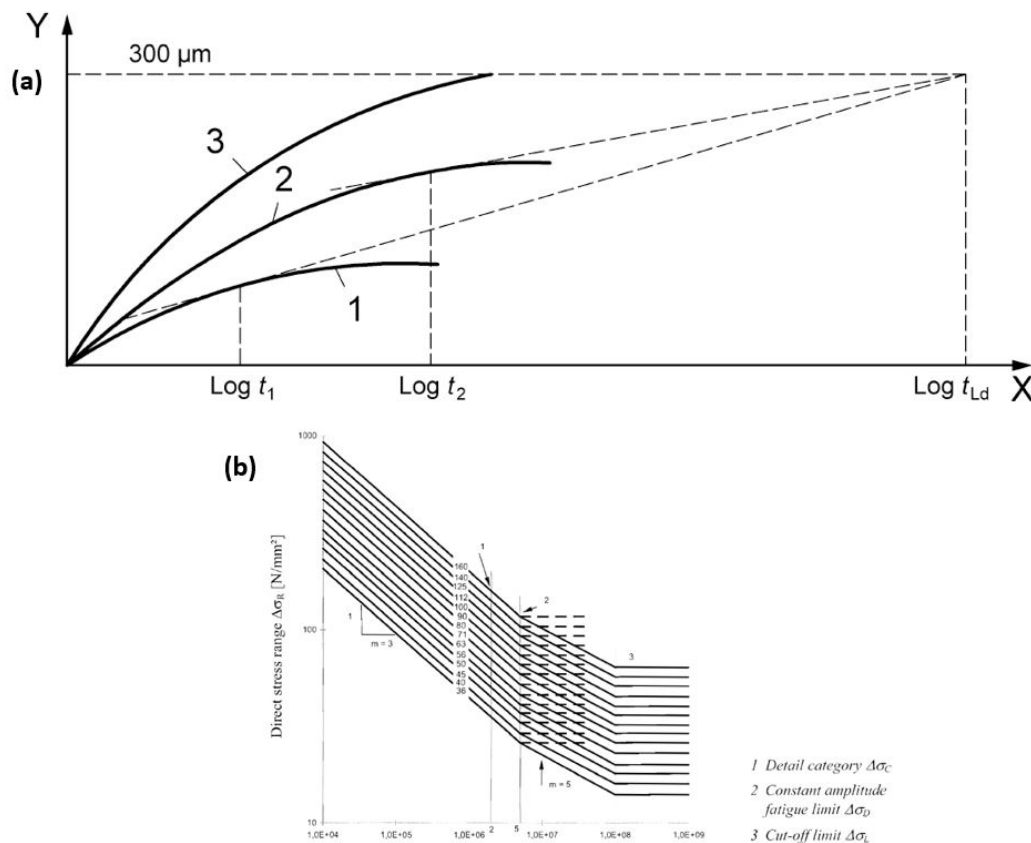 Y
(a)
300 µm
3
2
1
Log t1
Log t2
Log tLd
X
(b)
1000
100
10
Direct stress range ΔσR [N/mm²]
1
2
3
160
140
125
112
100
90
80
71
63
56
50
45
40
36
1
m = 3
m = 5
1,0E+04
1,0E+05
1,0E+06
2
5
1,0E+07
1,0E+08
1,0E+09
1 Detail category ΔσC
2 Constant amplitude
fatigue limit ΔσD
3 Cut-off limit ΔσL